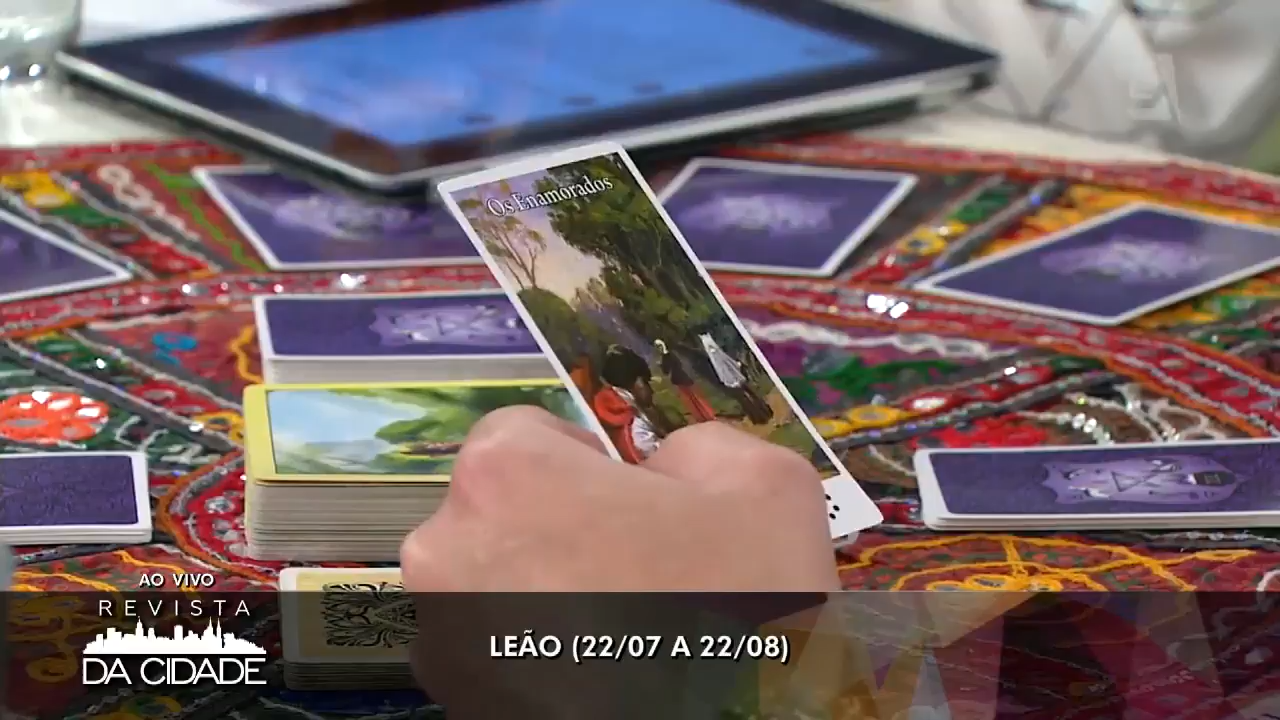 Os Enamorados
AO VIVO
REVISTA
DA CIDADE
LEÃO (22/07 A 22/08)